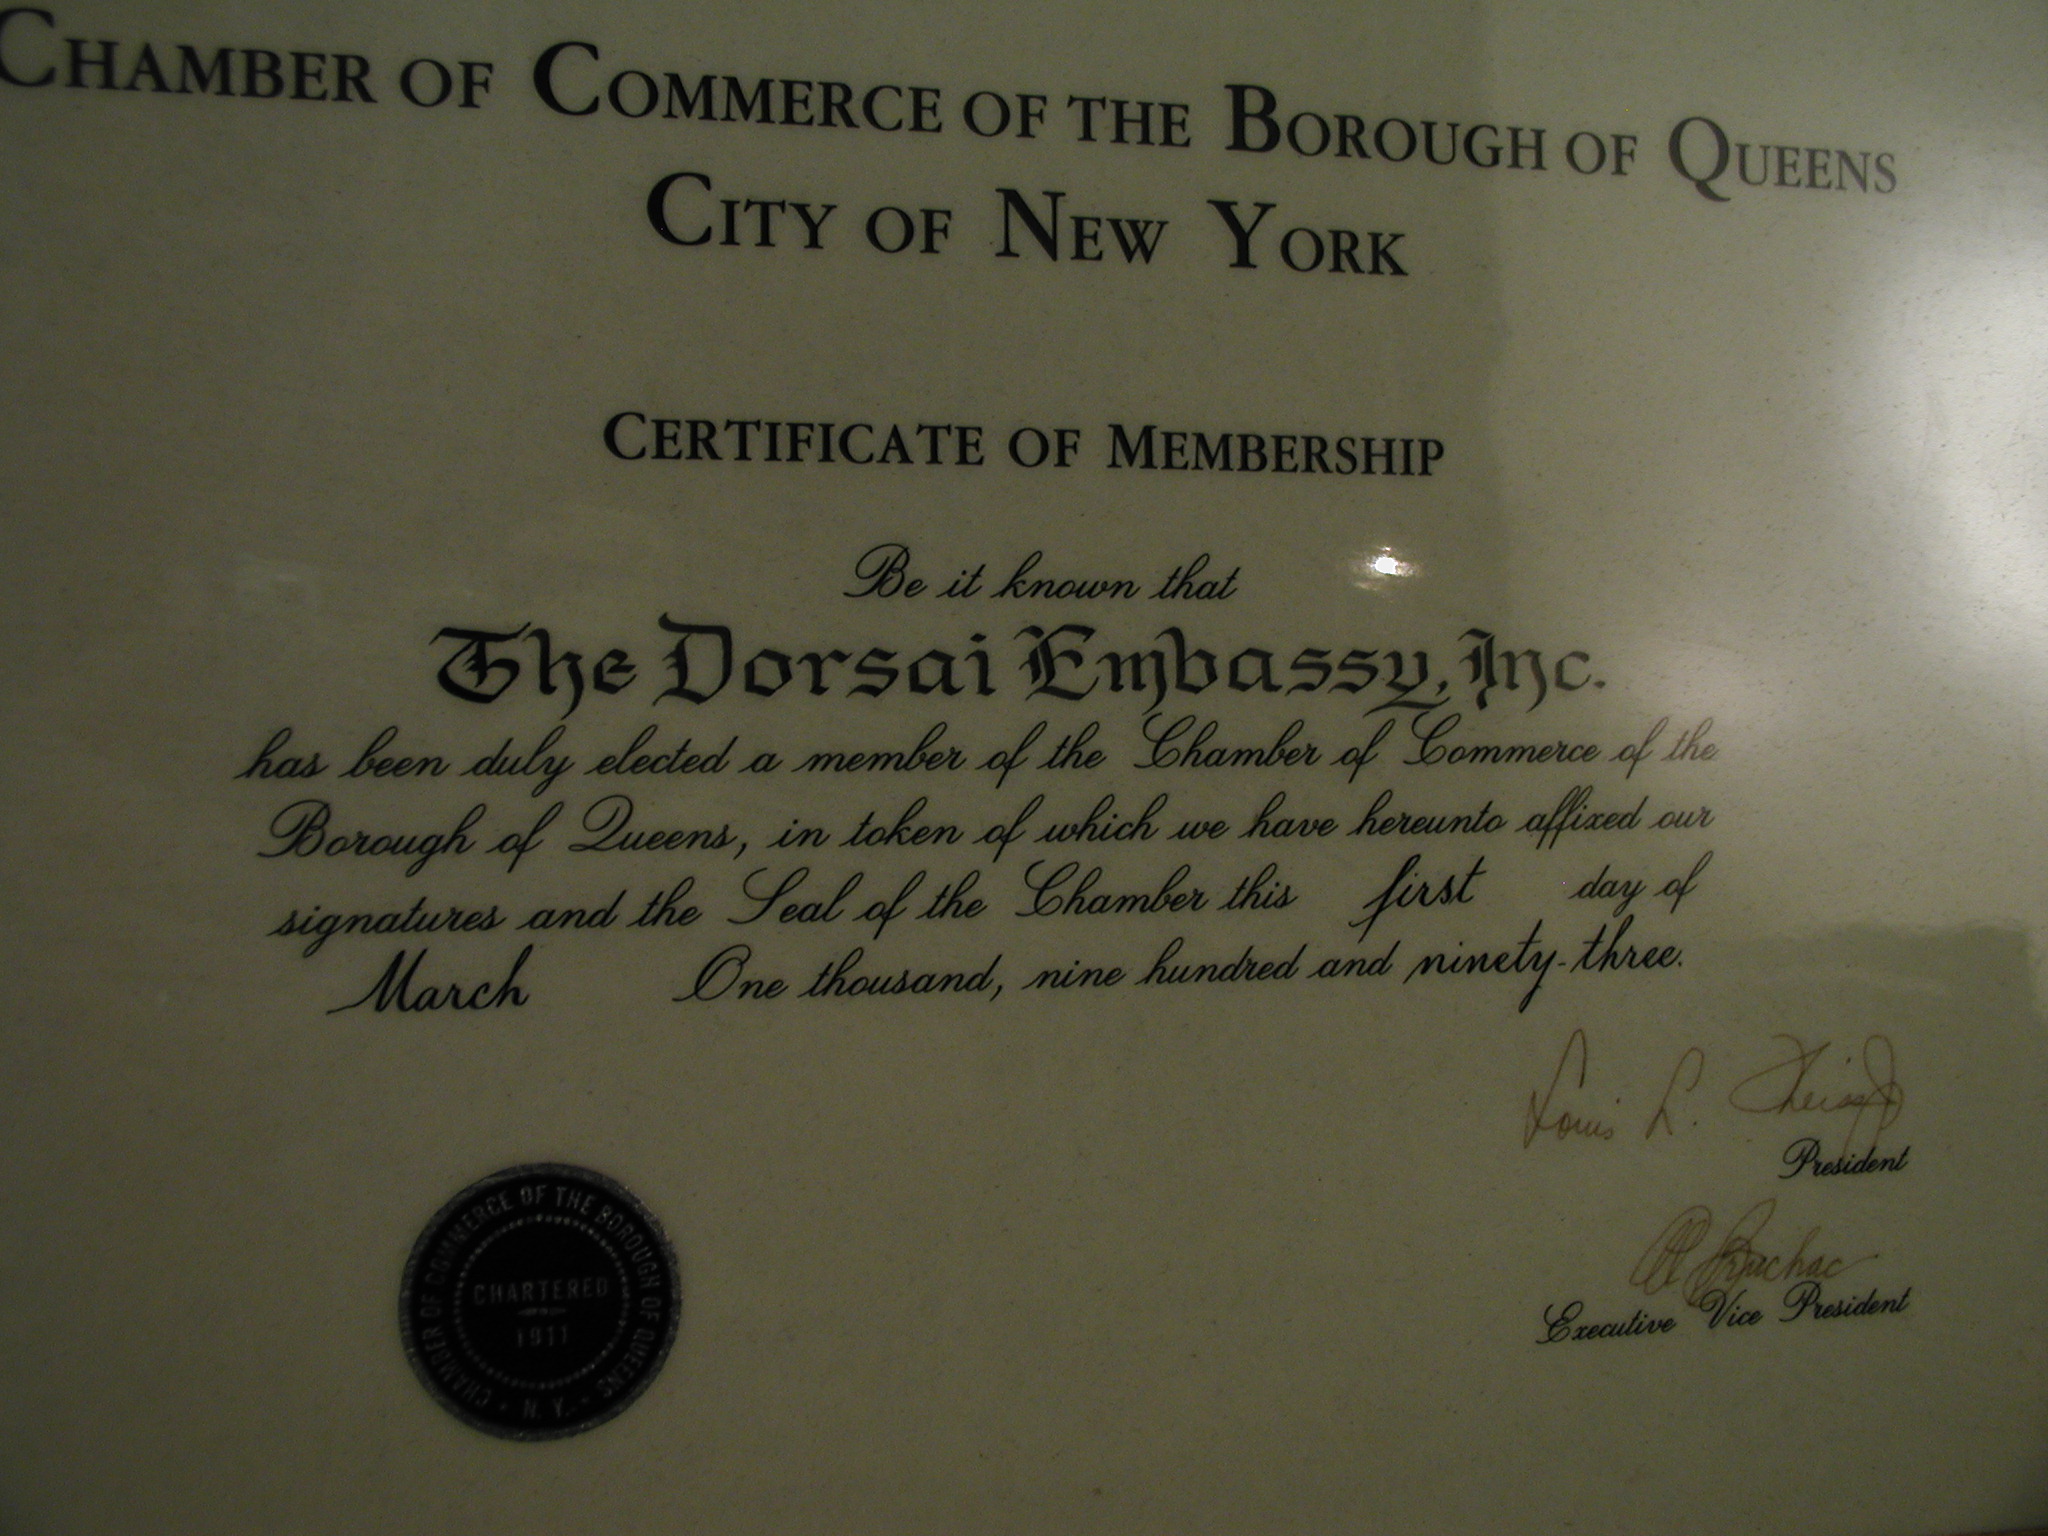 CHAMBER OF COMMERCE OF THE BOROUGH OF QUEENS
CITY OF NEW YORK
CERTIFICATE OF MEMBERSHIP
Be it known that
The Dorsai Embassy, Inc.
has been duly elected a member of the Chamber of Commerce of the
Borough of Queens, in token of which we have hereunto affixed our
signatures and the Seal of the Chamber this first day of
March One thousand, nine hundred and ninety-three.
Louis L.
President
Al Bruchac
Executive Vice President
CHAMBER OF COMMERCE OF THE BOROUGH OF QUEENS
CHARTERED
1911
N. Y.